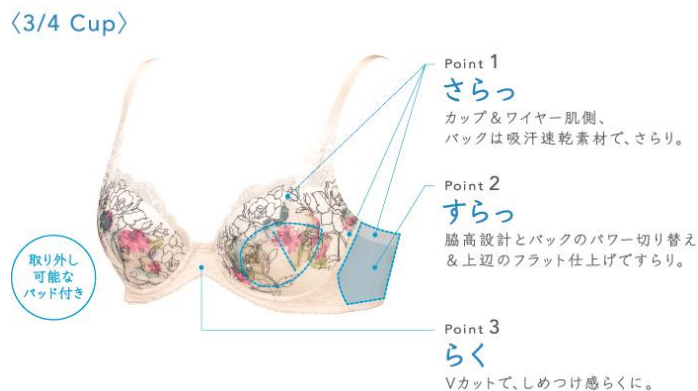 〈3/4 Cup〉
Point 1
さらっ
カップ&ワイヤー肌側、
バックは吸汗速乾素材で、さらり。
Point 2
すらっ
脇高設計とバックのパワー切り替え
&上辺のフラット仕上げですらり。
取り外し
可能な
パッド付き
Point 3
らく
Vカットで、しめつけ感らくに。